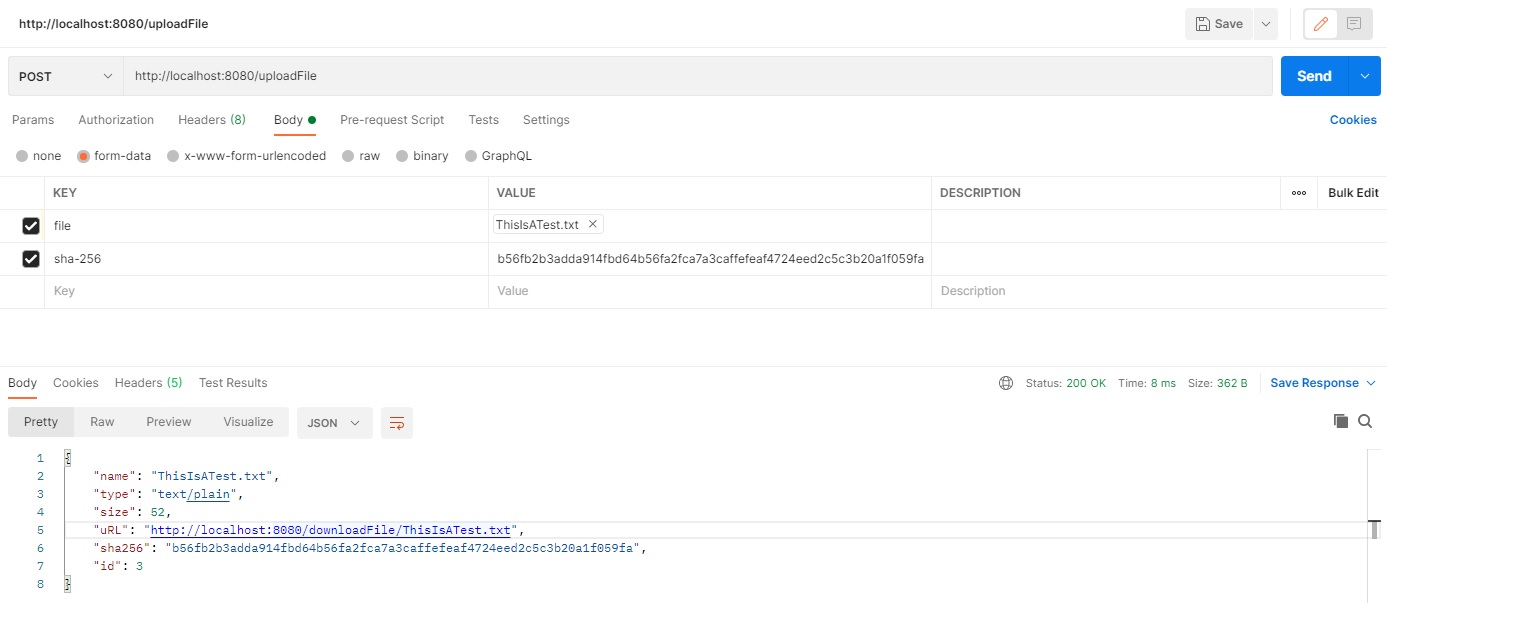 http://localhost:8080/uploadFile Save
POST http://localhost:8080/uploadFile Send
Params Authorization Headers (8) Body Pre-request Script Tests Settings Cookies
none form-data x-www-form-urlencoded raw binary GraphQL
KEY VALUE DESCRIPTION ooo Bulk Edit
file ThisIsATest.txt ×
sha-256 b56fb2b3adda914fbd64b56fa2fca7a3caffefeaf4724eed2c5c3b20a1f059fa
Key Value Description
Body Cookies Headers (5) Test Results Status: 200 OK Time: 8 ms Size: 362 B Save Response
Pretty Raw Preview Visualize JSON
1 {
2 "name": "ThisIsATest.txt",
3 "type": "text/plain",
4 "size": 52,
5 "uRL": "http://localhost:8080/downloadFile/ThisIsATest.txt",
6 "sha256": "b56fb2b3adda914fbd64b56fa2fca7a3caffefeaf4724eed2c5c3b20a1f059fa",
7 "id": 3
8 }